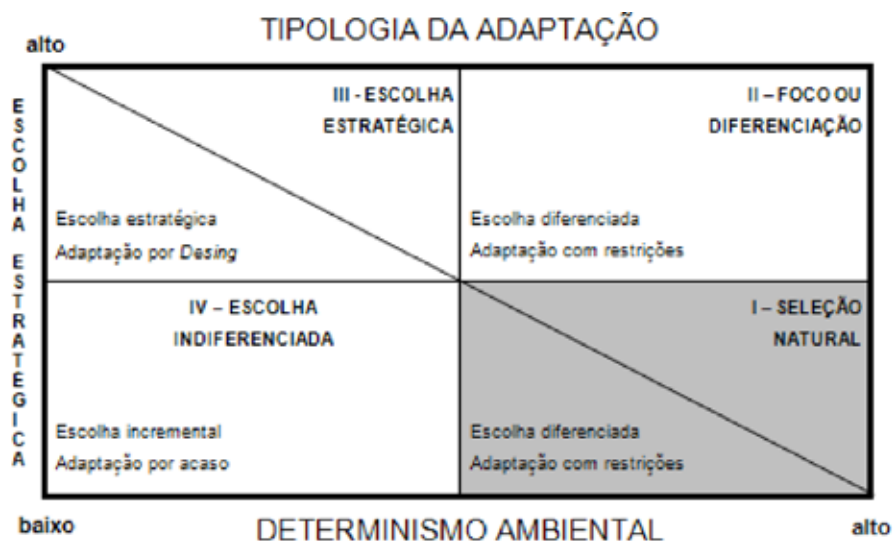 TIPOLOGIA DA ADAPTAÇÃO
alto
ESCOLHA ESTRATÉGICA
III - ESCOLHA
ESTRATÉGICA
Escolha estratégica
Adaptação por Desing
II – FOCO OU
DIFERENCIAÇÃO
Escolha diferenciada
Adaptação com restrições
IV – ESCOLHA
INDIFERENCIADA
Escolha incremental
Adaptação por acaso
I – SELEÇÃO
NATURAL
Escolha diferenciada
Adaptação com restrições
baixo
DETERMINISMO AMBIENTAL
alto